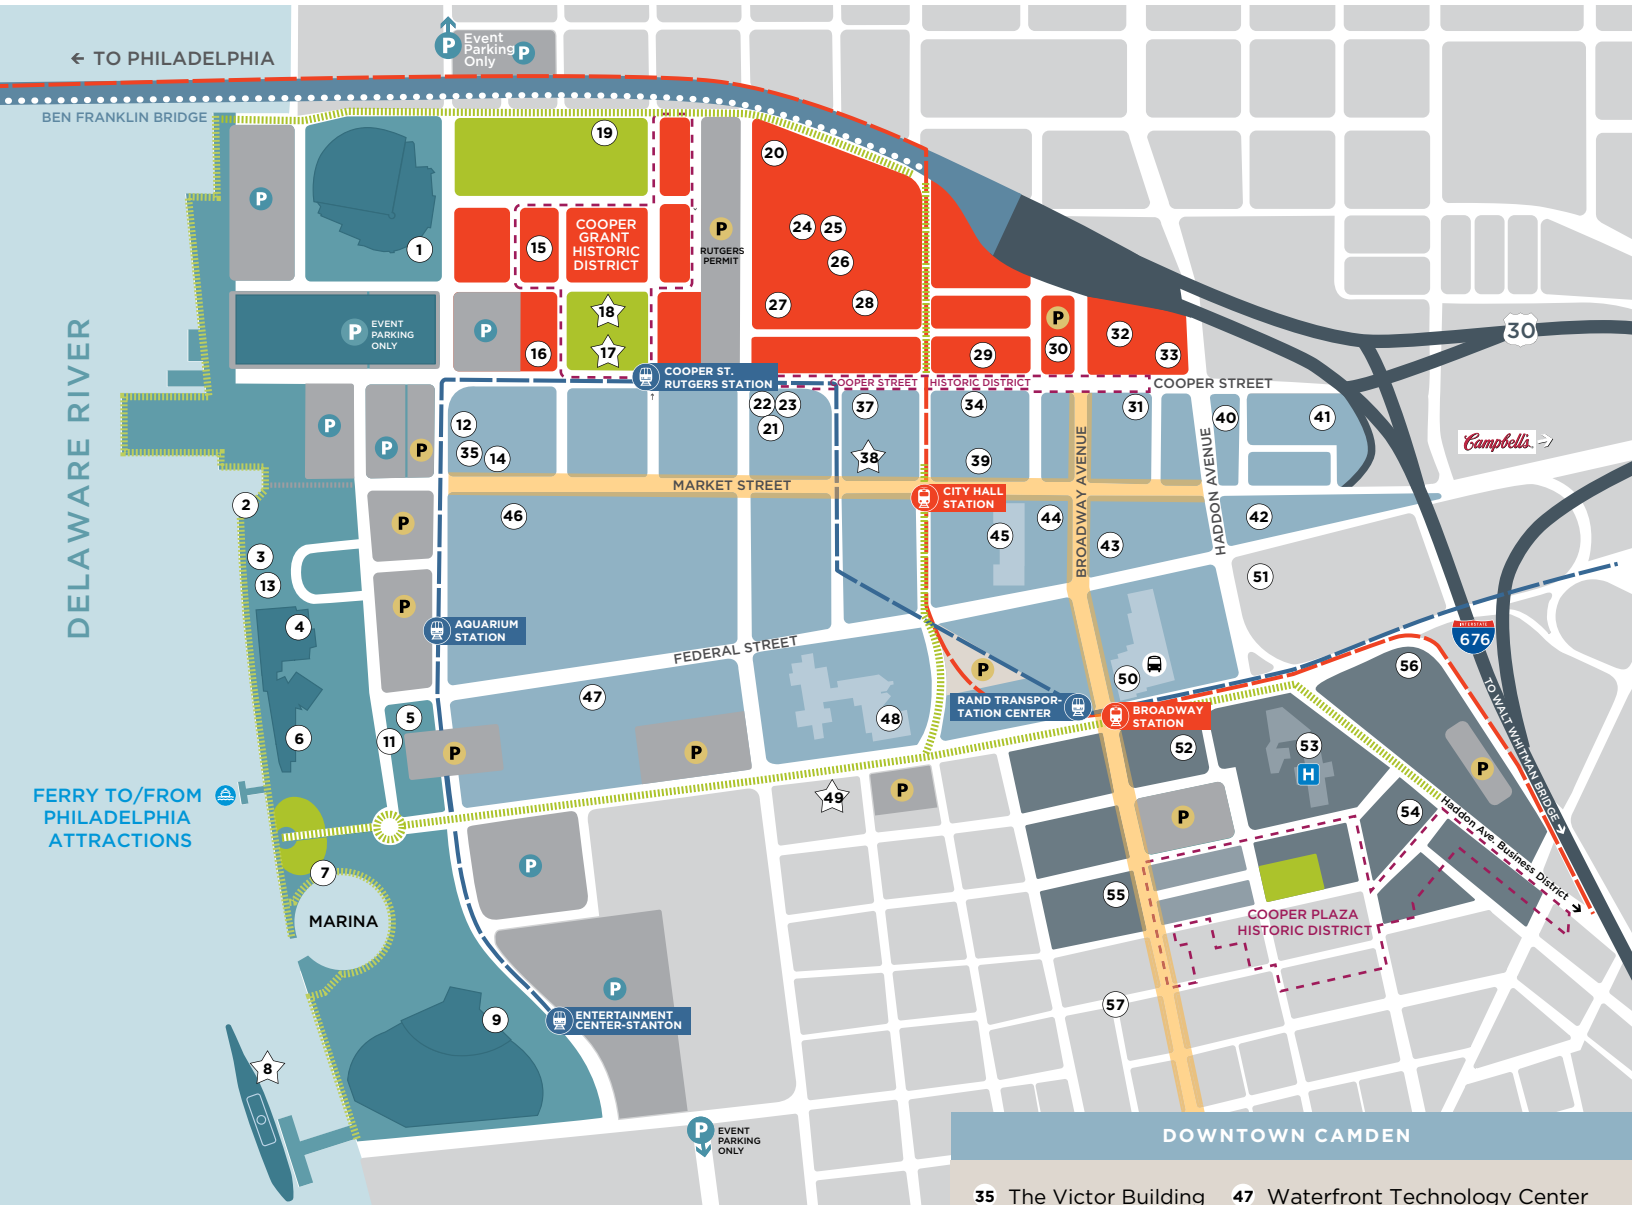 Event
Parking
Only
P
P
← TO PHILADELPHIA
BEN FRANKLIN BRIDGE
19
20
P
1
15
COOPER
GRANT
HISTORIC
DISTRICT
P
RUTGERS
PERMIT
24
25
26
27
28
P
EVENT
PARKING
ONLY
P
18
17
16
29
P
30
32
33
30
DELAWARE RIVER
COOPER ST.
RUTGERS STATION
COOPER STREET HISTORIC DISTRICT
COOPER STREET
P
P
P
12
35
14
22
23
21
37
38
34
39
31
40
41
Campbell's
MARKET STREET
CITY HALL
STATION
BROADWAY AVENUE
HADDON AVENUE
2
3
13
4
P
P
46
45
44
43
42
51
AQUARIUM
STATION
FEDERAL STREET
INTERSTATE
676
TO WALT WHITMAN BRIDGE
5
11
6
47
P
P
48
P
50
RAND TRANSPOR-
TATION CENTER
BROADWAY
STATION
52
53
H
56
P
FERRY TO/FROM
PHILADELPHIA
ATTRACTIONS
49
P
P
54
Haddon Ave. Business District
7
MARINA
P
55
COOPER PLAZA
HISTORIC DISTRICT
P
9
ENTERTAINMENT
CENTER-STANTON
57
8
P
EVENT
PARKING
ONLY
DOWNTOWN CAMDEN
35 The Victor Building
47 Waterfront Technology Center